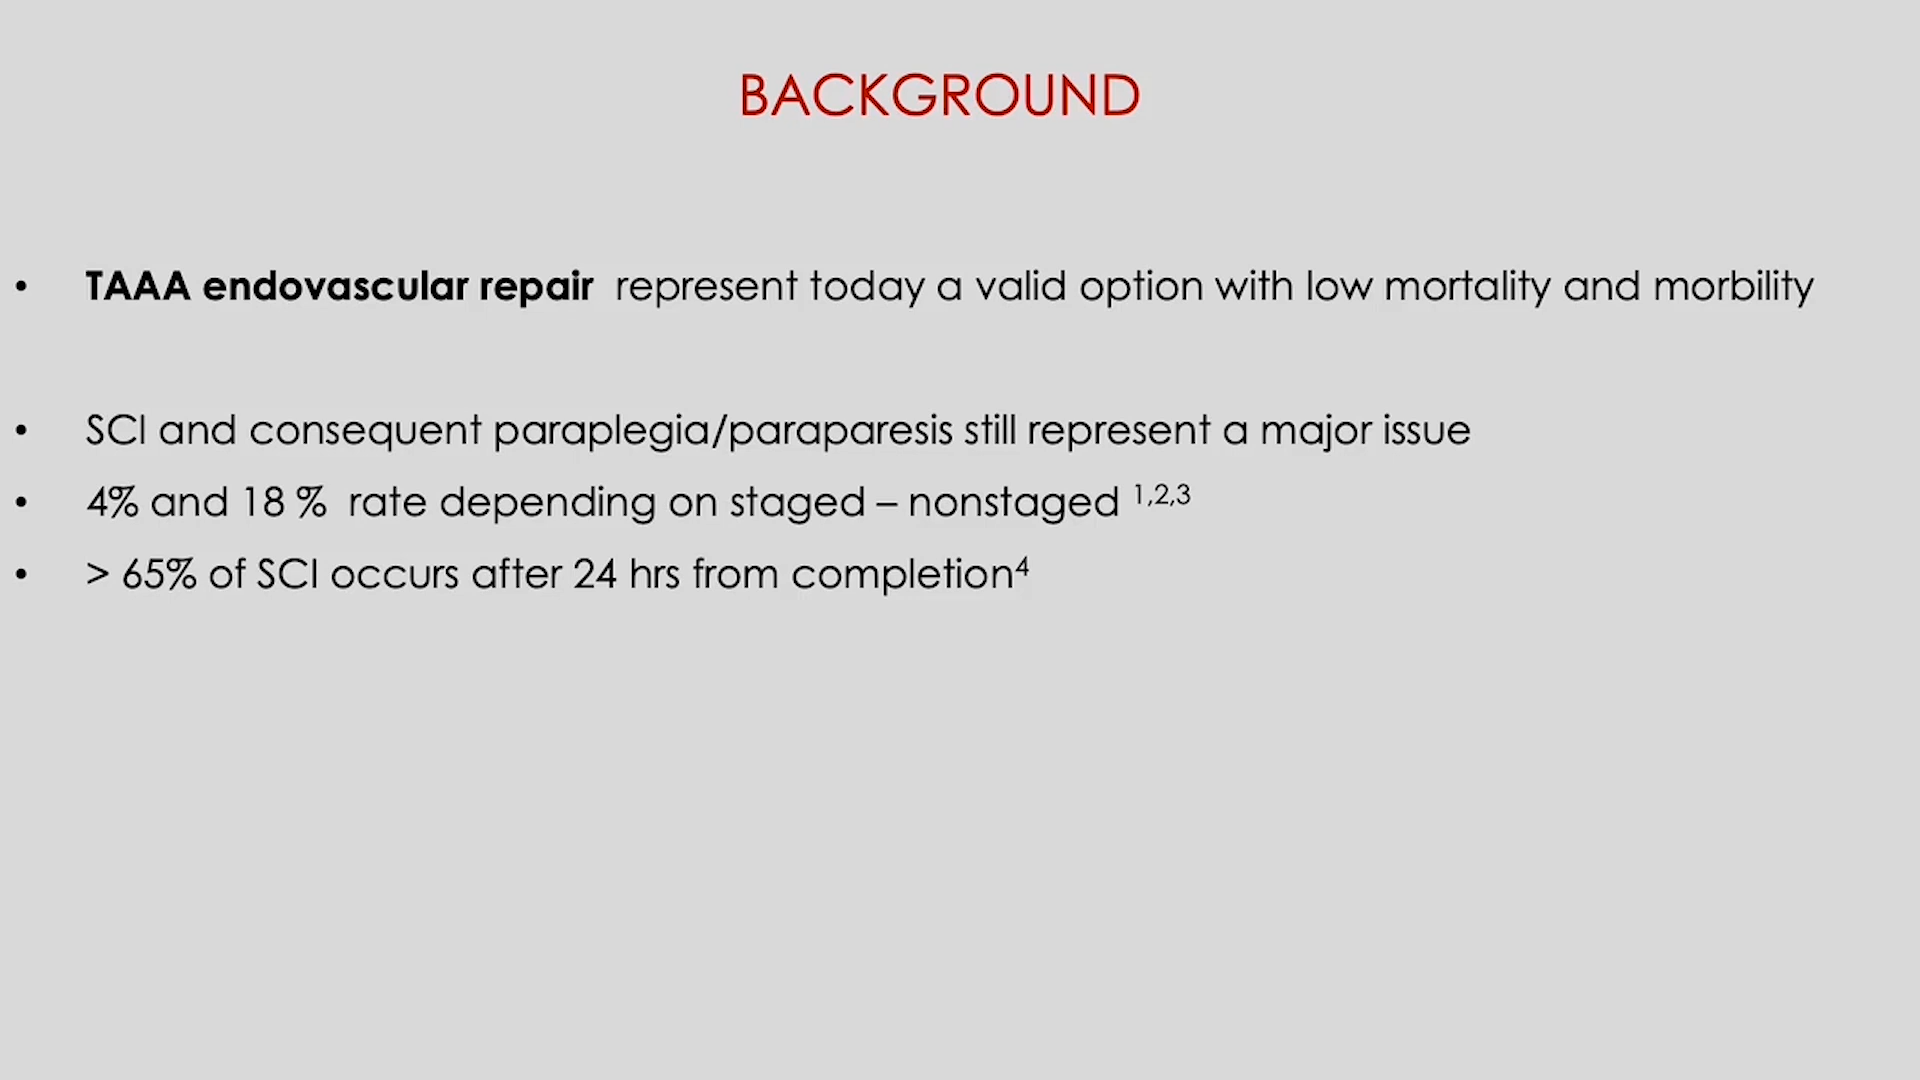 BACKGROUND
• TAAA endovascular repair represent today a valid option with low mortality and morbility
• SCI and consequent paraplegia/paraparesis still represent a major issue
• 4% and 18 % rate depending on staged – nonstaged 1,2,3
• > 65% of SCI occurs after 24 hrs from completion4